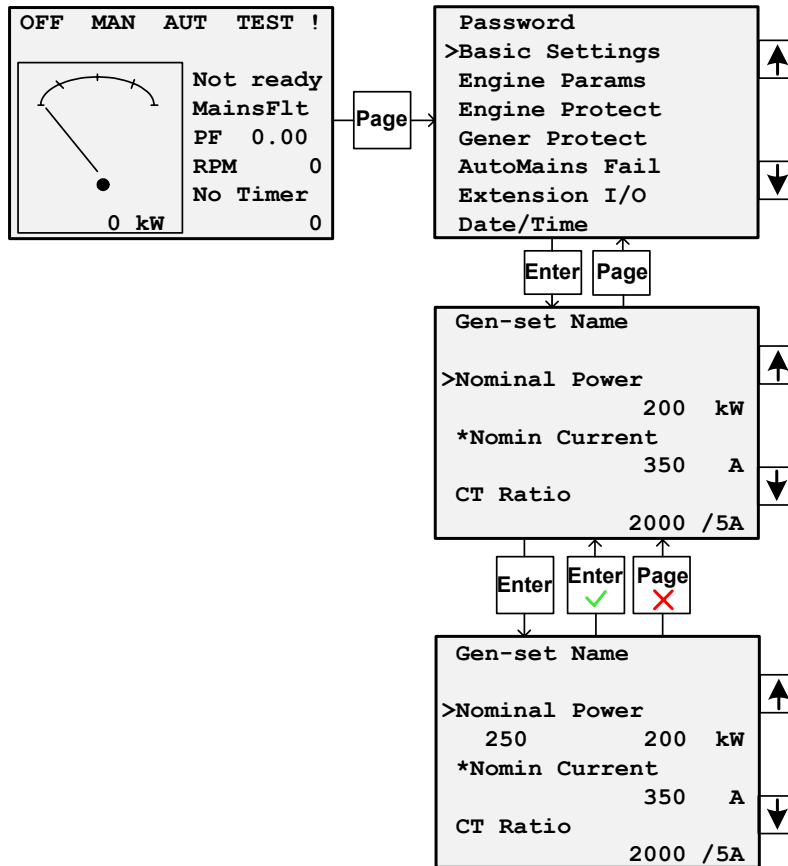 OFF MAN AUT TEST !
Not ready
MainsFlt
PF 0.00
RPM 0
No Timer
0 kW 0
Page
Password
>Basic Settings
Engine Params
Engine Protect
Gener Protect
AutoMains Fail
Extension I/O
Date/Time
Enter Page
Gen-set Name
>Nominal Power
200 kW
*Nomin Current
350 A
CT Ratio
2000 /5A
Enter Enter Page
Gen-set Name
>Nominal Power
250 200 kW
*Nomin Current
350 A
CT Ratio
2000 /5A